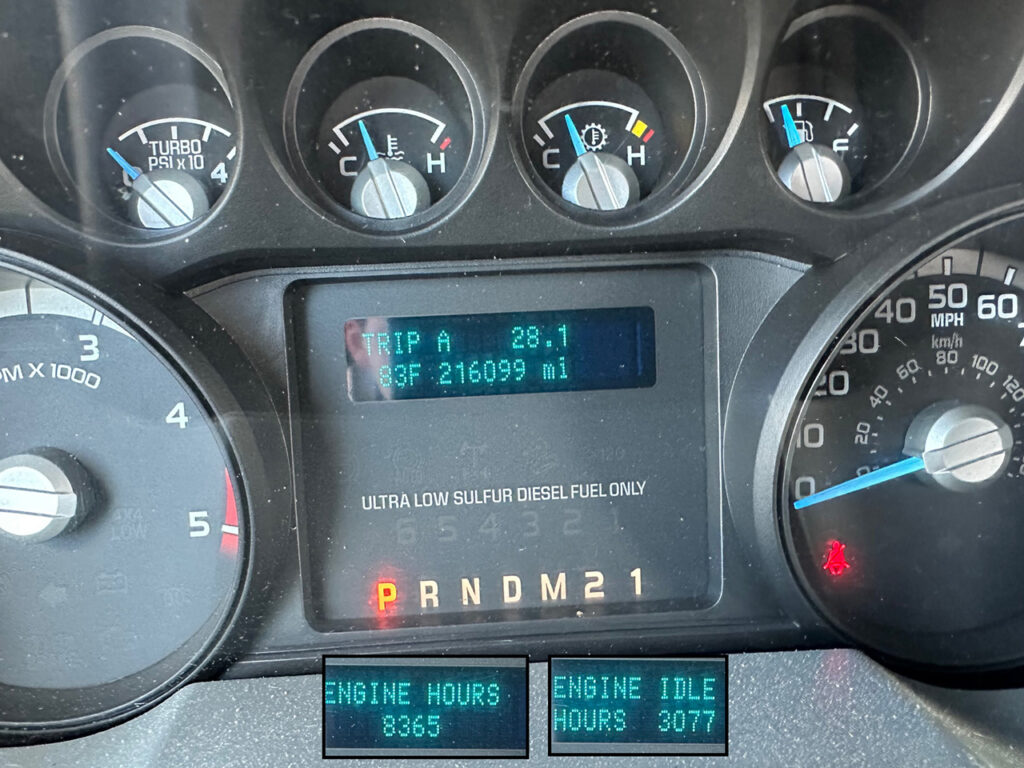 TURBO
PSI x 10
0 4
C H
C H
F
3
RPM X 1000
4
5
TRIP A 28.1
83F 216099 mi
ULTRA LOW SULFUR DIESEL FUEL ONLY
6 5 4 3 2 1
P R N D M 2 1
0 10 20 30 40 50 60
MPH
km/h
20 40 60 80 100 120
ENGINE HOURS
8365
ENGINE IDLE
HOURS 3077